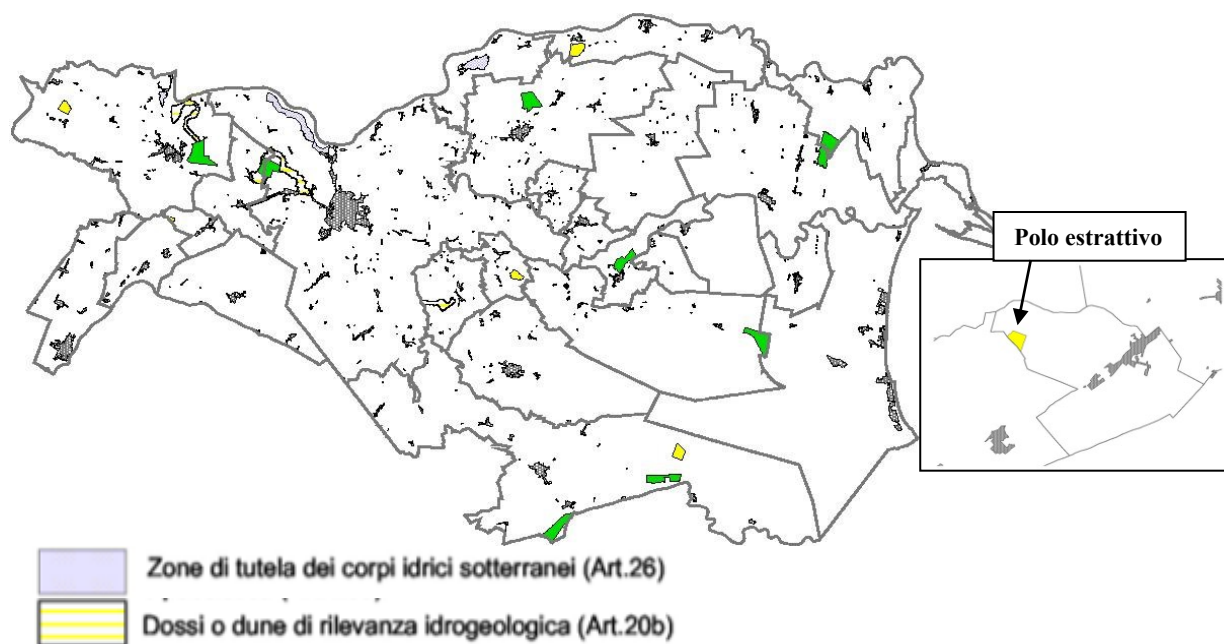 Polo estrattivo
Zone di tutela dei corpi idrici sotterranei (Art.26)
Dossi o dune di rilevanza idrogeologica (Art.20b)